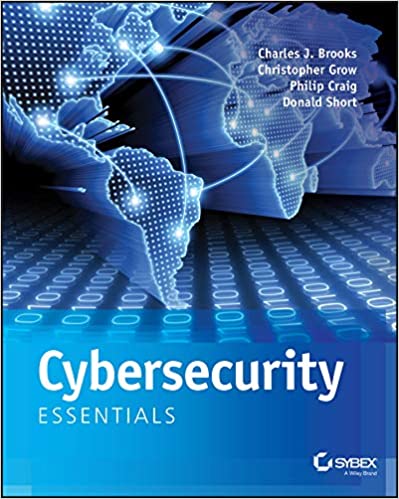 Charles J. Brooks
Christopher Grow
Philip Craig
Donald Short
Cybersecurity
ESSENTIALS
SYBEX
A Wiley Brand